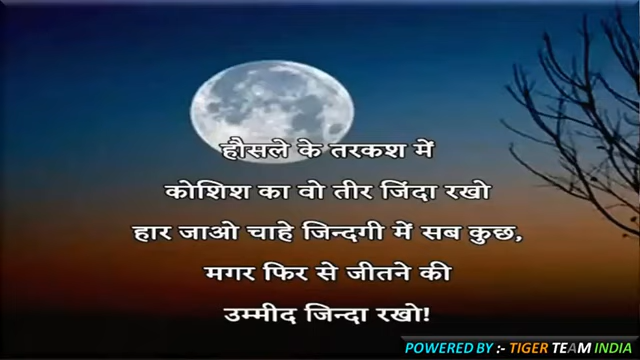 हौसले के तरकश में
कोशिश का वो तीर जिंदा रखो
हार जाओ चाहे जिन्दगी में सब कुछ,
मगर फिर से जीतने की
उम्मीद जिन्दा रखो!
POWERED BY :- TIGER TEAM INDIA